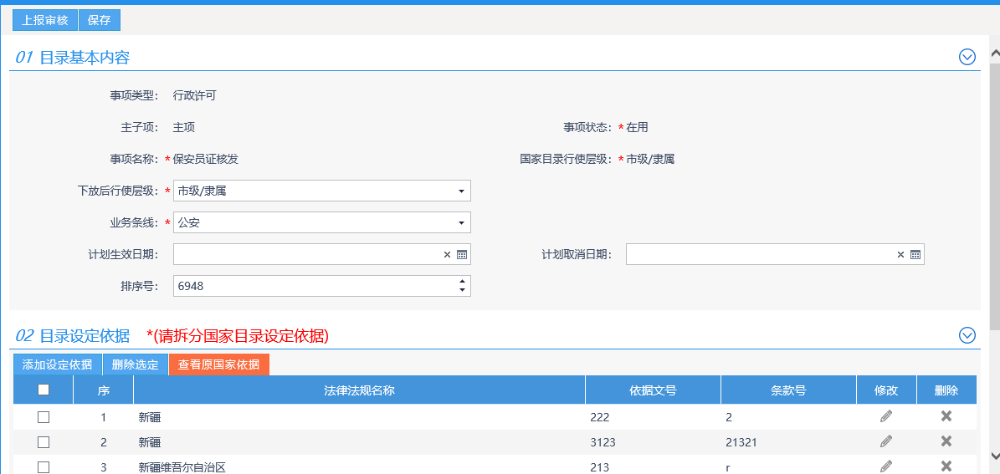 上报审核 保存
01 目录基本内容
事项类型： 行政许可
主子项： 主项 事项状态： *在用
事项名称： *保安员证核发 国家目录行使层级： *市级/隶属
下放后行使层级： * 市级/隶属
业务条线： * 公安
计划生效日期： 计划取消日期：
排序号： 6948
02 目录设定依据 *(请拆分国家目录设定依据)
添加设定依据 删除选定 查看原国家依据
序 法律法规名称 依据文号 条款号 修改 删除
1 新疆 222 2
2 新疆 3123 21321
3 新疆维吾尔自治区 213 r